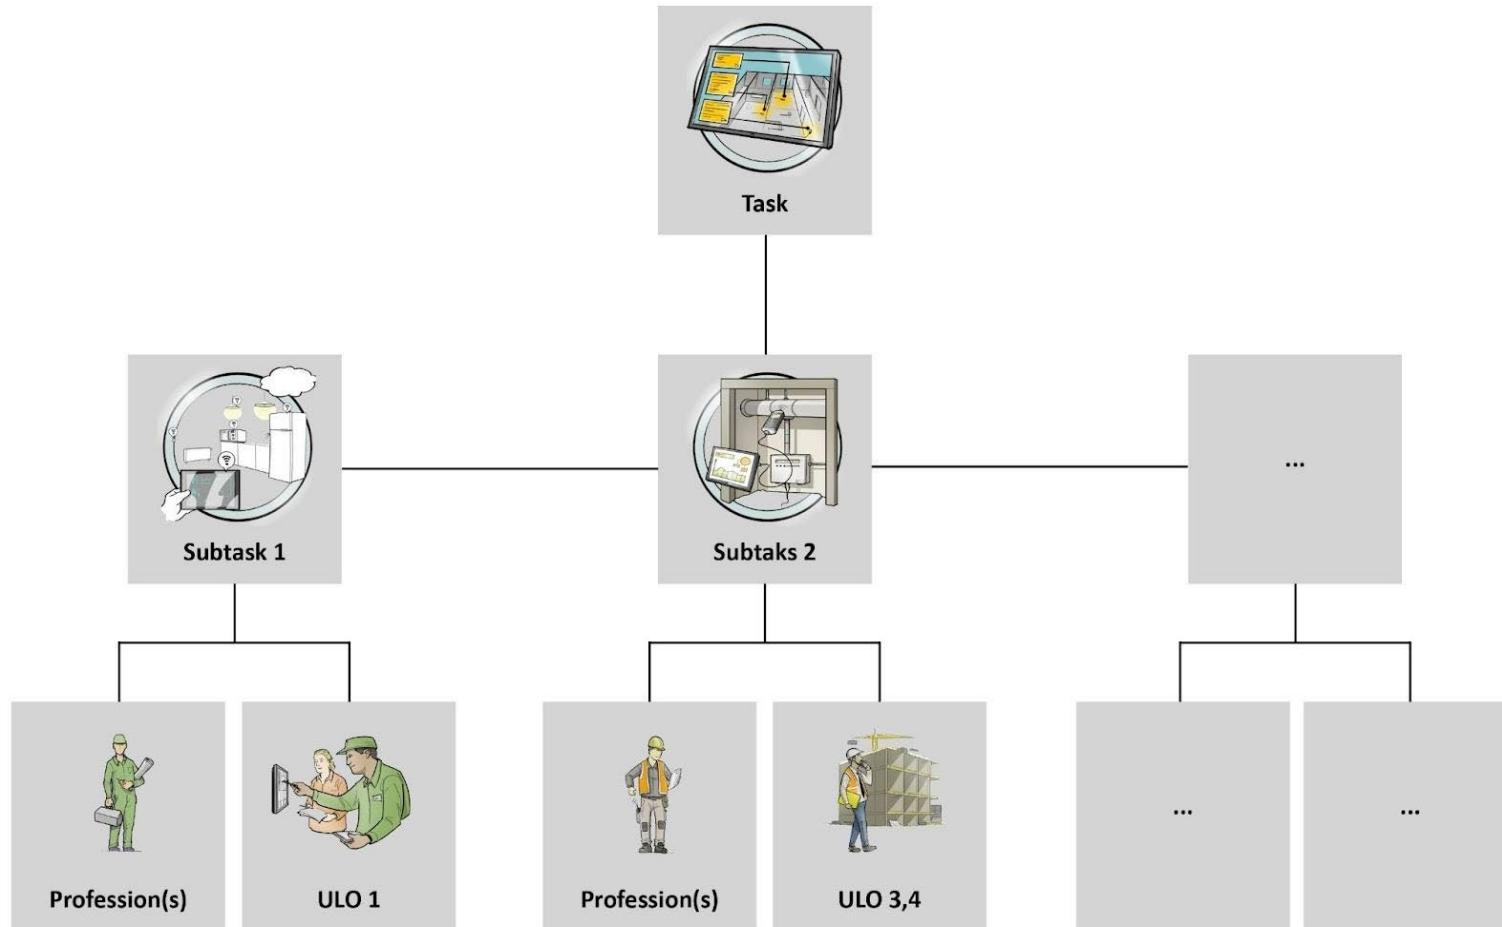 Task
Subtask 1
Subtaks 2
...
Profession(s)
ULO 1
Profession(s)
ULO 3,4
...
...